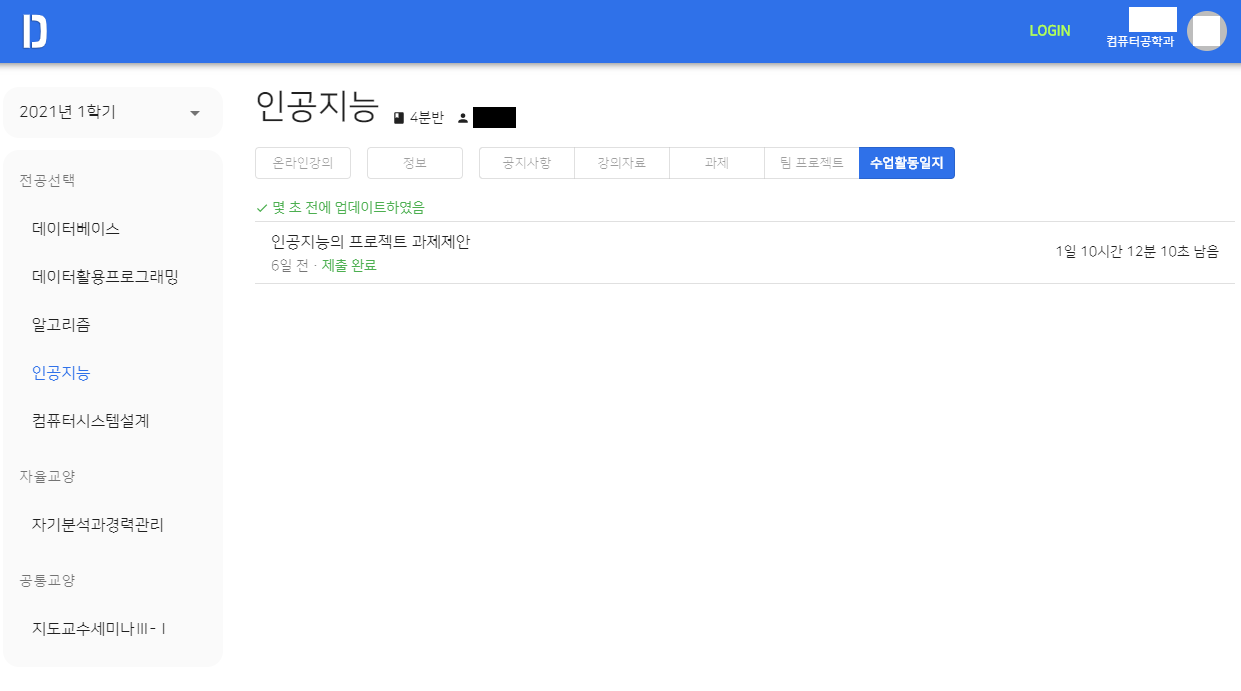 D
LOGIN
컴퓨터공학과
2021년 1학기
전공선택
데이터베이스
데이터활용프로그래밍
알고리즘
인공지능
컴퓨터시스템설계
자율교양
자기분석과경력관리
공통교양
지도교수세미나Ⅲ-Ⅰ
인공지능 4분반
온라인강의 정보 공지사항 강의자료 과제 팀 프로젝트 수업활동일지
몇 초 전에 업데이트하였음
인공지능의 프로젝트 과제제안
6일 전 · 제출 완료
1일 10시간 12분 10초 남음